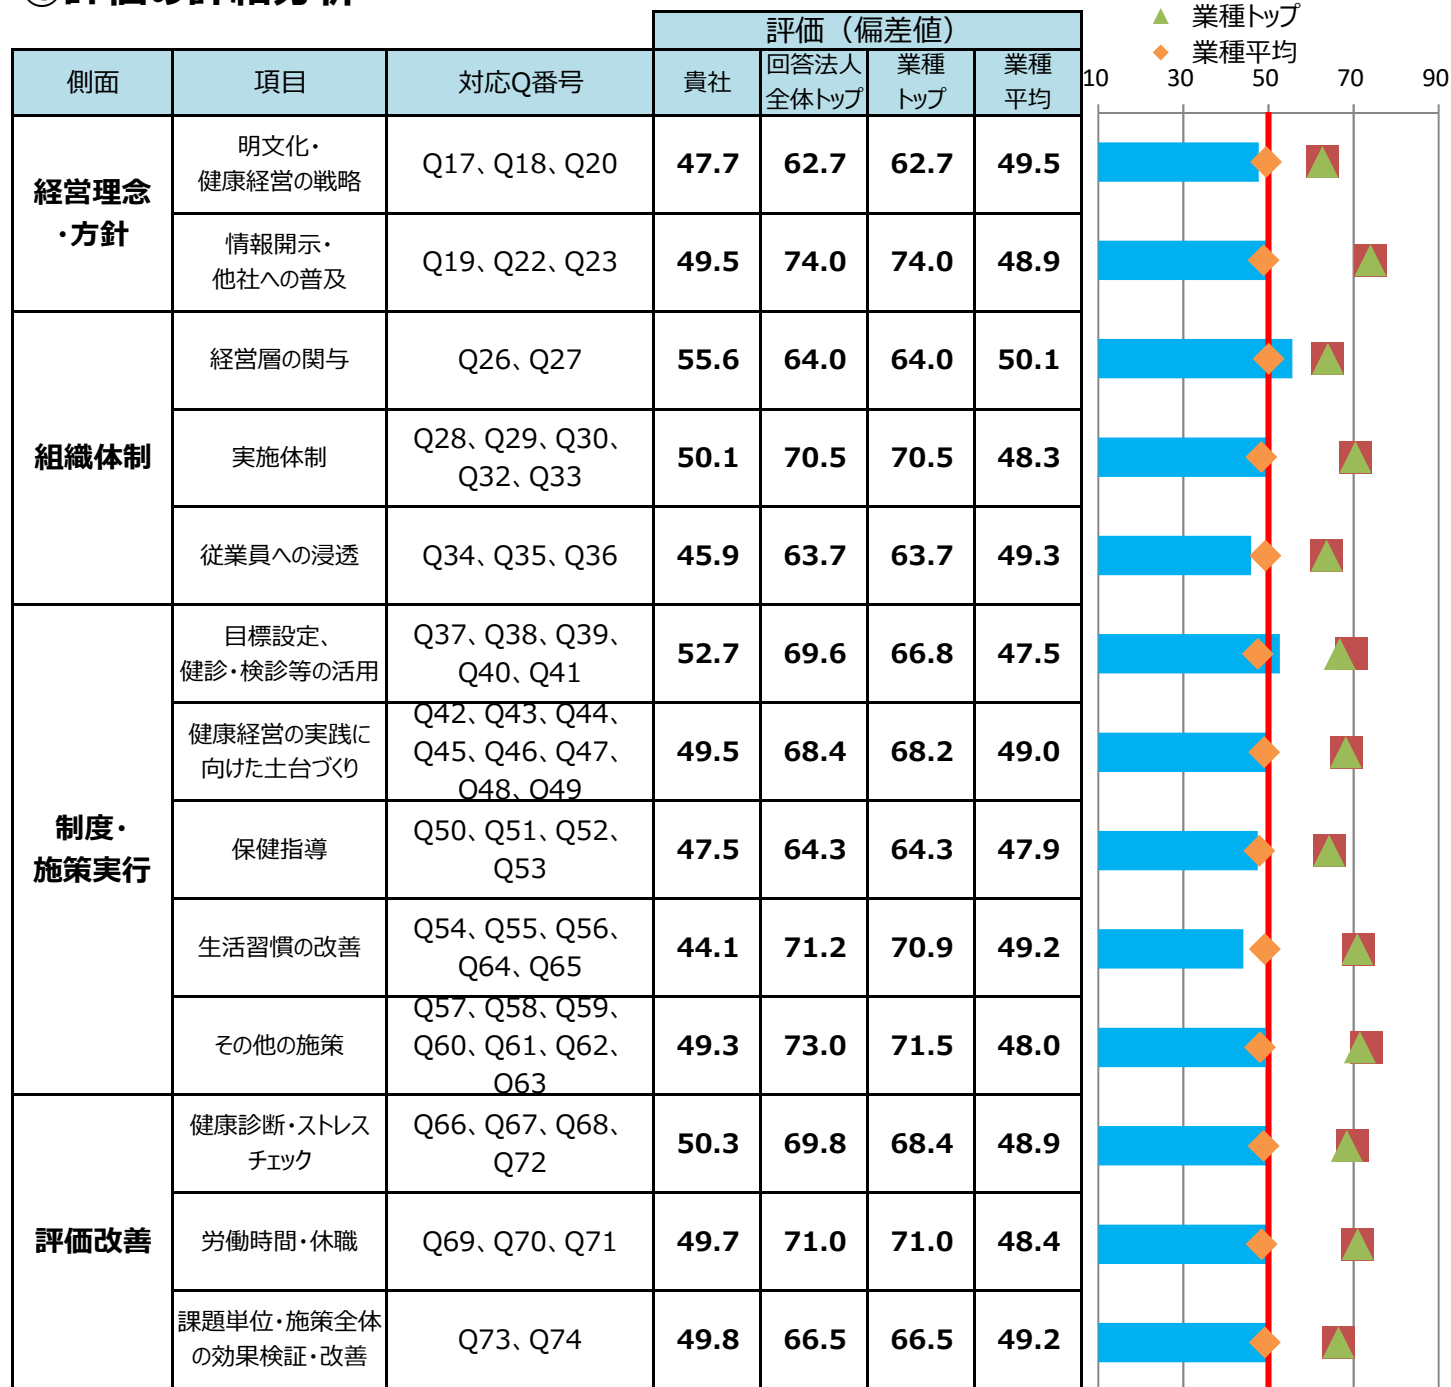 ▲ 業種トップ
◆ 業種平均
評価（偏差値）
側面 項目 対応Q番号 貴社 回答法人 業種 業種
全体トップ トップ 平均
10 30 50 70 90
経営理念
・方針
明文化・
健康経営の戦略
Q17、Q18、Q20
47.7 62.7 62.7 49.5
情報開示・
他社への普及
Q19、Q22、Q23
49.5 74.0 74.0 48.9
組織体制
経営層の関与
Q26、Q27
55.6 64.0 64.0 50.1
実施体制
Q28、Q29、Q30、
Q32、Q33
50.1 70.5 70.5 48.3
従業員への浸透
Q34、Q35、Q36
45.9 63.7 63.7 49.3
制度・
施策実行
目標設定、
健診・検診等の活用
Q37、Q38、Q39、
Q40、Q41
52.7 69.6 66.8 47.5
健康経営の実践に
向けた土台づくり
Q42、Q43、Q44、
Q45、Q46、Q47、
Q48、Q49
49.5 68.4 68.2 49.0
保健指導
Q50、Q51、Q52、
Q53
47.5 64.3 64.3 47.9
生活習慣の改善
Q54、Q55、Q56、
Q64、Q65
44.1 71.2 70.9 49.2
その他の施策
Q57、Q58、Q59、
Q60、Q61、Q62、
Q63
49.3 73.0 71.5 48.0
評価改善
健康診断・ストレス
チェック
Q66、Q67、Q68、
Q72
50.3 69.8 68.4 48.9
労働時間・休職
Q69、Q70、Q71
49.7 71.0 71.0 48.4
課題単位・施策全体
の効果検証・改善
Q73、Q74
49.8 66.5 66.5 49.2